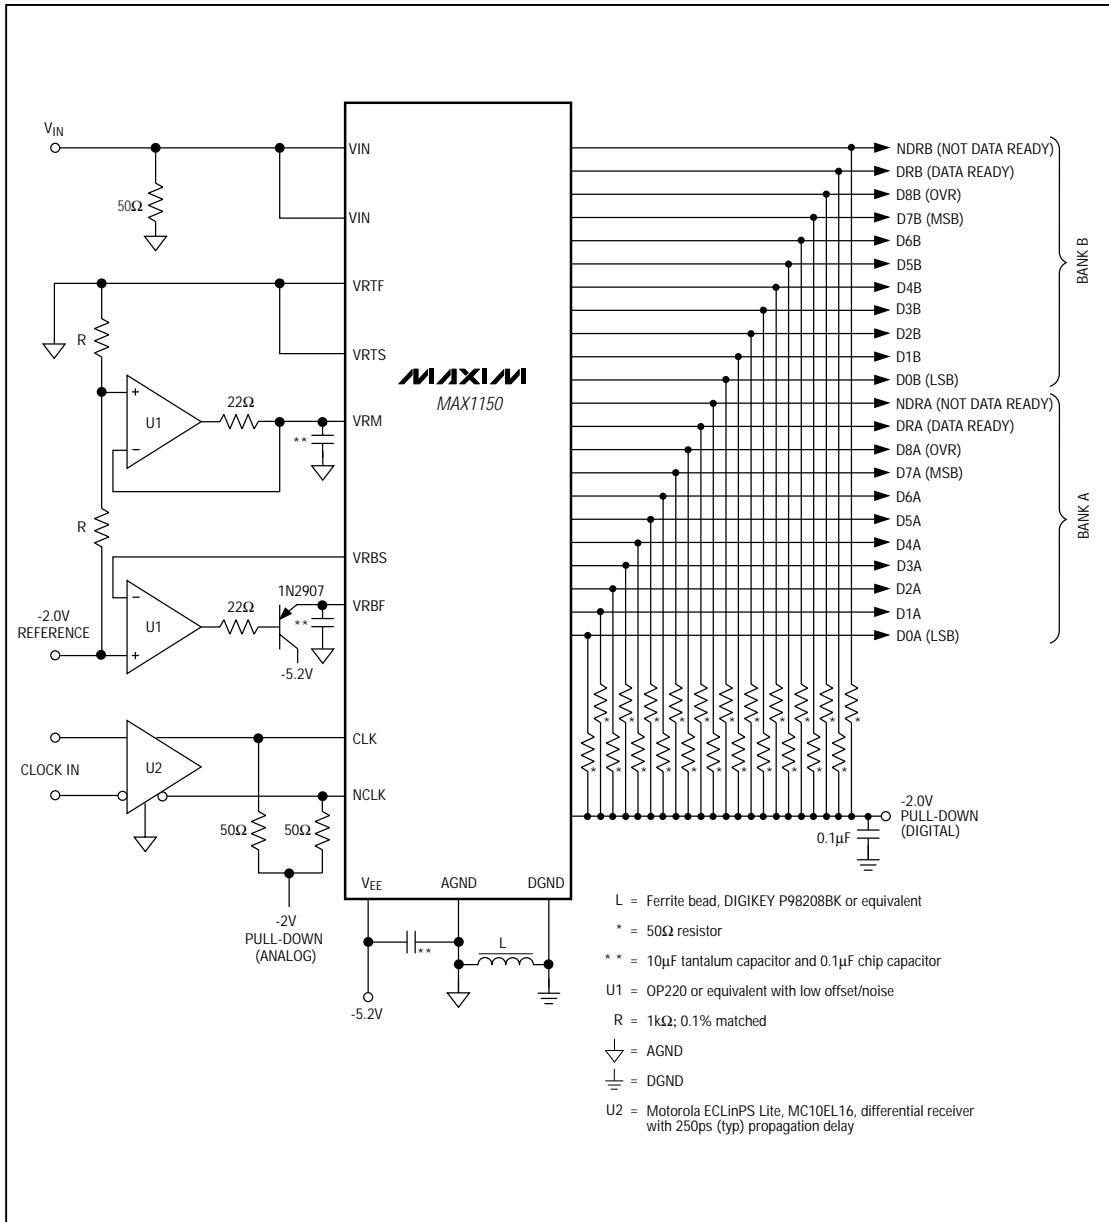 VIN
VIN
50Ω
VIN
VRTF
R
VRTS
MAXIM
MAX1150
U1
+
−
22Ω
VRM
**
R
VRBS
1N2907
-2.0V
REFERENCE
−
U1
+
22Ω
VRBF
**
-5.2V
CLK
CLOCK IN
U2
NCLK
50Ω
50Ω
-2V
PULL-DOWN
(ANALOG)
VEE
AGND
DGND
**
L
-5.2V
NDRB (NOT DATA READY)
DRB (DATA READY)
D8B (OVR)
D7B (MSB)
D6B
D5B
D4B
D3B
D2B
D1B
D0B (LSB)
BANK B
NDRA (NOT DATA READY)
DRA (DATA READY)
D8A (OVR)
D7A (MSB)
D6A
D5A
D4A
D3A
D2A
D1A
D0A (LSB)
BANK A
* * * * * * * * * * *
* * * * * * * * * * *
-2.0V
PULL-DOWN
(DIGITAL)
0.1µF
L = Ferrite bead, DIGIKEY P98208BK or equivalent
* = 50Ω resistor
* * = 10µF tantalum capacitor and 0.1µF chip capacitor
U1 = OP220 or equivalent with low offset/noise
R = 1kΩ; 0.1% matched
= AGND
= DGND
U2 = Motorola ECLinPS Lite, MC10EL16, differential receiver
with 250ps (typ) propagation delay